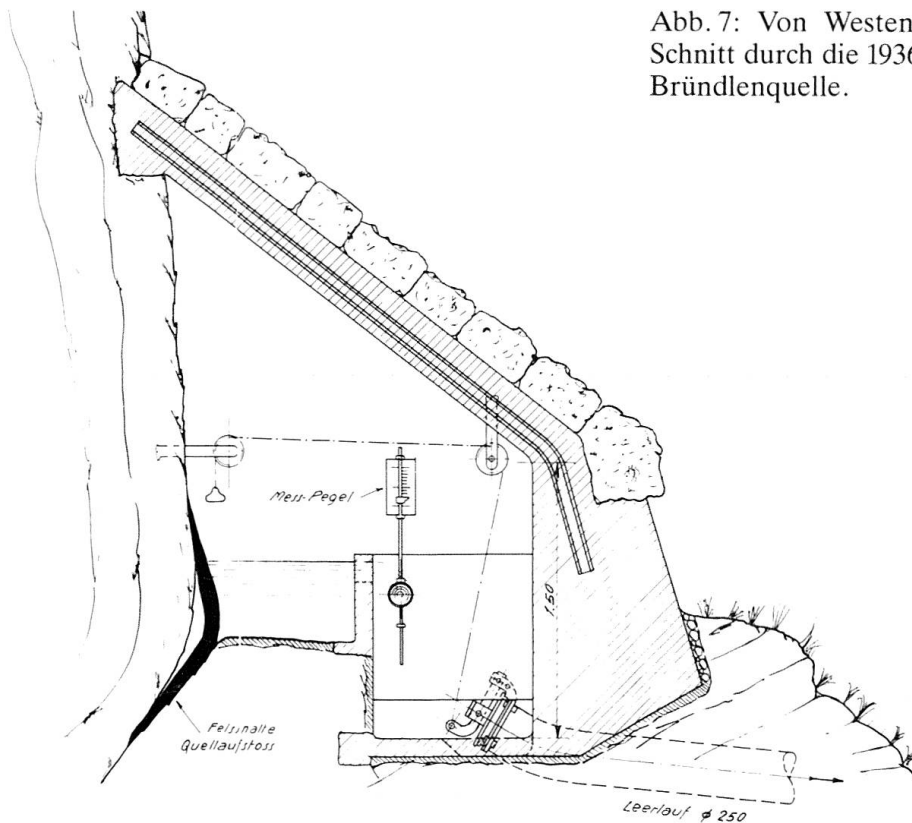 Abb. 7: Von Westen
Schnitt durch die 1936
Bründlenquelle.
Mess-Pegel
1.50
Felsspalte
Quellaufstoss
Leerlauf ϕ 250